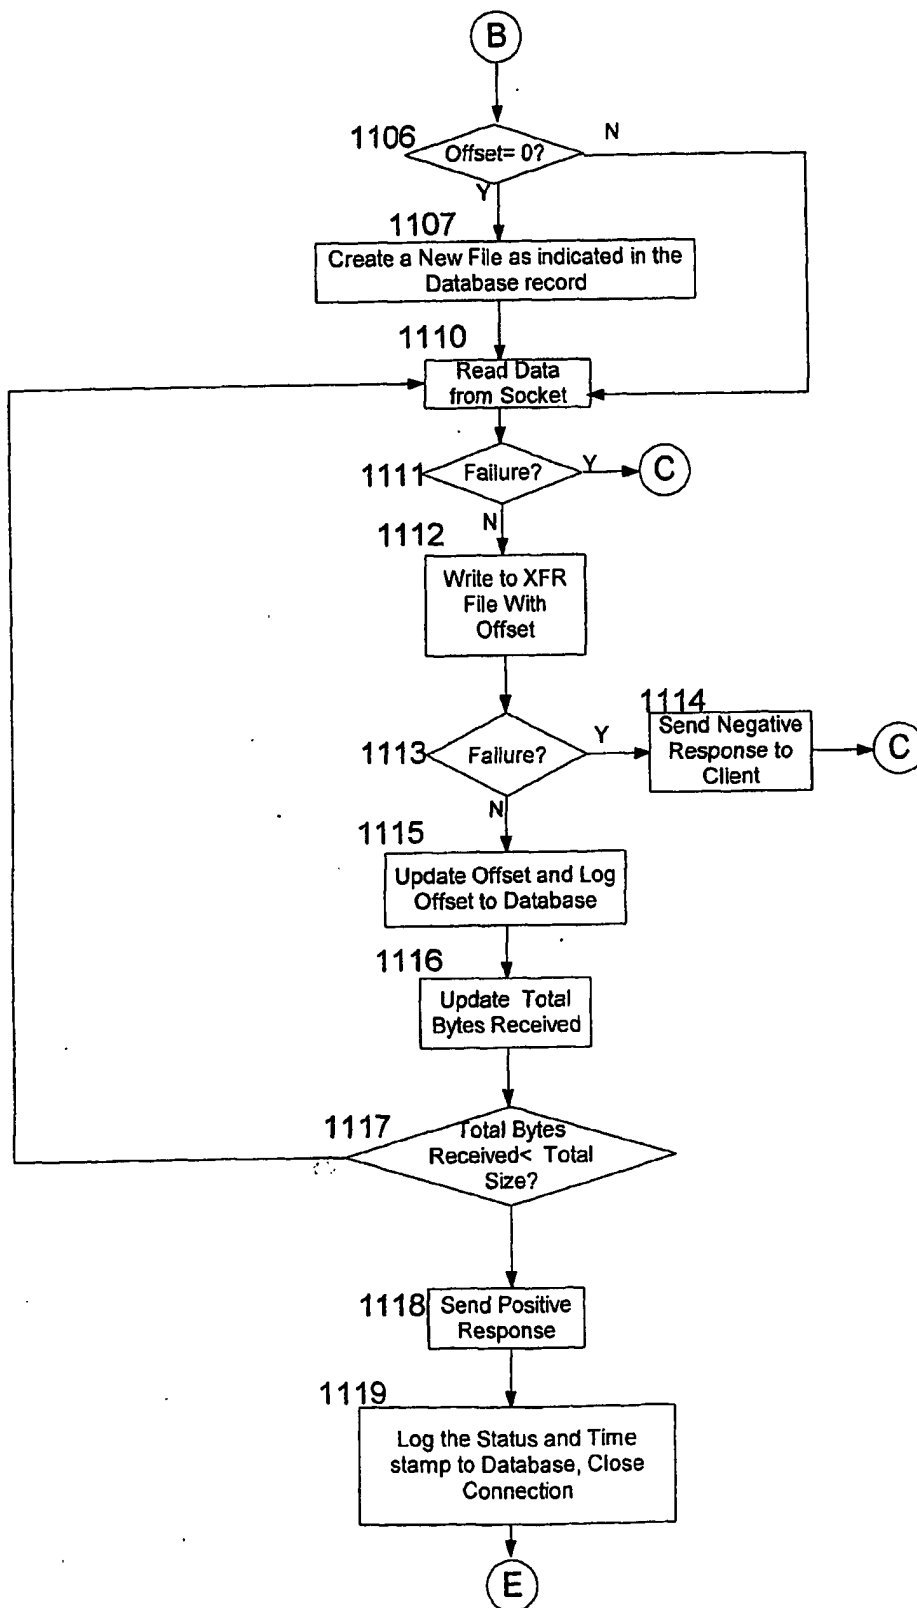 B
1106
Offset= 0?
N
Y
1107
Create a New File as indicated in the
Database record
1110
Read Data
from Socket
1111
Failure?
Y
C
N
1112
Write to XFR
File With
Offset
1113
Failure?
Y
1114
Send Negative
Response to
Client
C
N
1115
Update Offset and Log
Offset to Database
1116
Update Total
Bytes Received
1117
Total Bytes
Received< Total
Size?
1118
Send Positive
Response
1119
Log the Status and Time
stamp to Database, Close
Connection
E